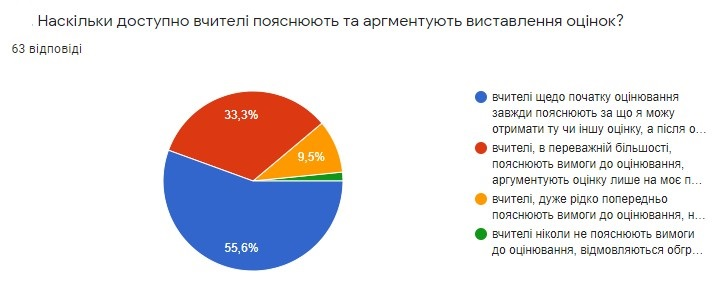 Наскільки доступно вчителі пояснюють та аргментують виставлення оцінок?
63 відповіді
33,3%
9,5%
55,6%
вчителі щедо початку оцінювання
завжди пояснюють за що я можу
отримати ту чи іншу оцінку, а після о…
вчителі, в переважній більшості,
пояснюють вимоги до оцінювання,
аргументують оцінку лише на моє п…
вчителі, дуже рідко попередньо
пояснюють вимоги до оцінювання, н…
вчителі ніколи не пояснюють вимоги
до оцінювання, відмовляються обгр…